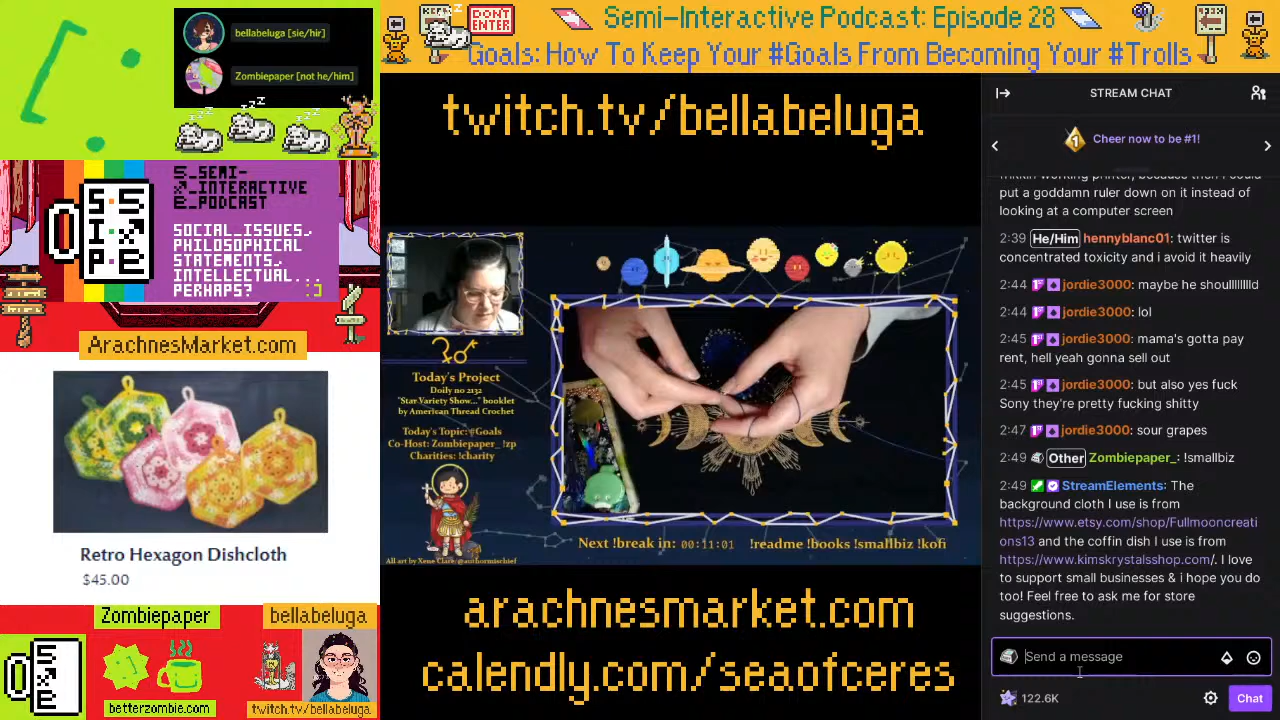 bellabeluga [sie/hir]
Zombiepaper [not he/him]
DON'T
ENTER
Semi-Interactive Podcast: Episode 28
Goals: How To Keep Your #Goals From Becoming Your #Trolls
S_SEMI-
_INTERACTIVE
_PODCAST
SOCIAL_ISSUES.
PHILOSOPHICAL
STATEMENTS.
INTELLECTUAL...
PERHAPS? :J
ArachnesMarket.com
Retro Hexagon Dishcloth
$45.00
Zombiepaper
bellabeluga
betterzombie.com
twitch.tv/bellabeluga
twitch.tv/bellabeluga
Today's Project
Doily no 2132
"Star Variety Show..." booklet
by American Thread Crochet
Today's Topic: #Goals
Co-Host: Zombiepaper_ !zp
Charities: !charity
All art by Xene Clare/@authormischief
Next !break in: 00:11:01
!readme !books !smallbiz !kofi
arachnesmarket.com
calendly.com/seaofceres
STREAM CHAT
Cheer now to be #1!
working printer, because then I could
put a goddamn ruler down on it instead of
looking at a computer screen
2:39 He/Him hennyblanc01: twitter is
concentrated toxicity and i avoid it heavily
2:44 jordie3000: maybe he shoulllllllld
2:44 jordie3000: lol
2:45 jordie3000: mama's gotta pay
rent, hell yeah gonna sell out
2:45 jordie3000: but also yes fuck
Sony they're pretty fucking shitty
2:47 jordie3000: sour grapes
2:49 Other Zombiepaper_: !smallbiz
2:49 StreamElements: The
background cloth I use is from
https://www.etsy.com/shop/Fullmooncreati
ons13 and the coffin dish I use is from
https://www.kimskrystalsshop.com/. I love
to support small businesses & i hope you do
too! Feel free to ask me for store
suggestions.
Send a message
122.6K
Chat